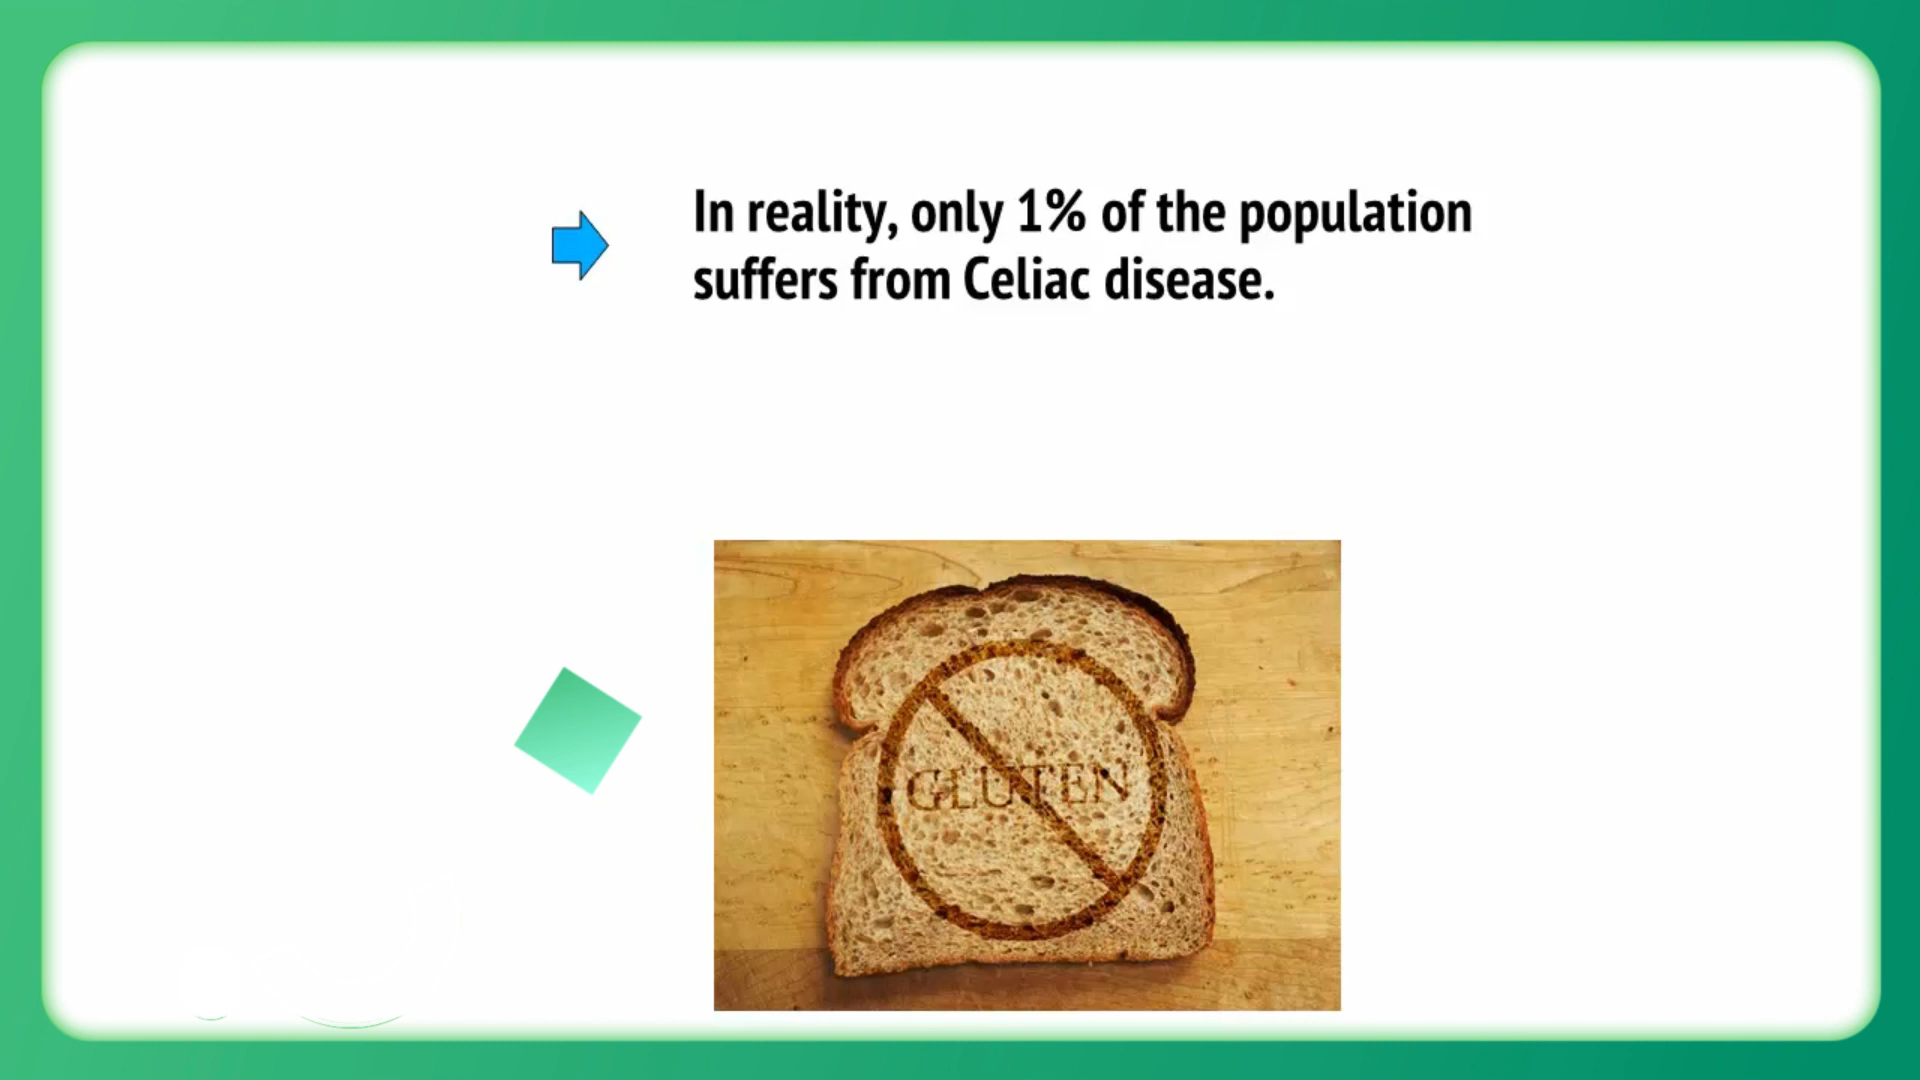 In reality, only 1% of the population
suffers from Celiac disease.
GLUTEN